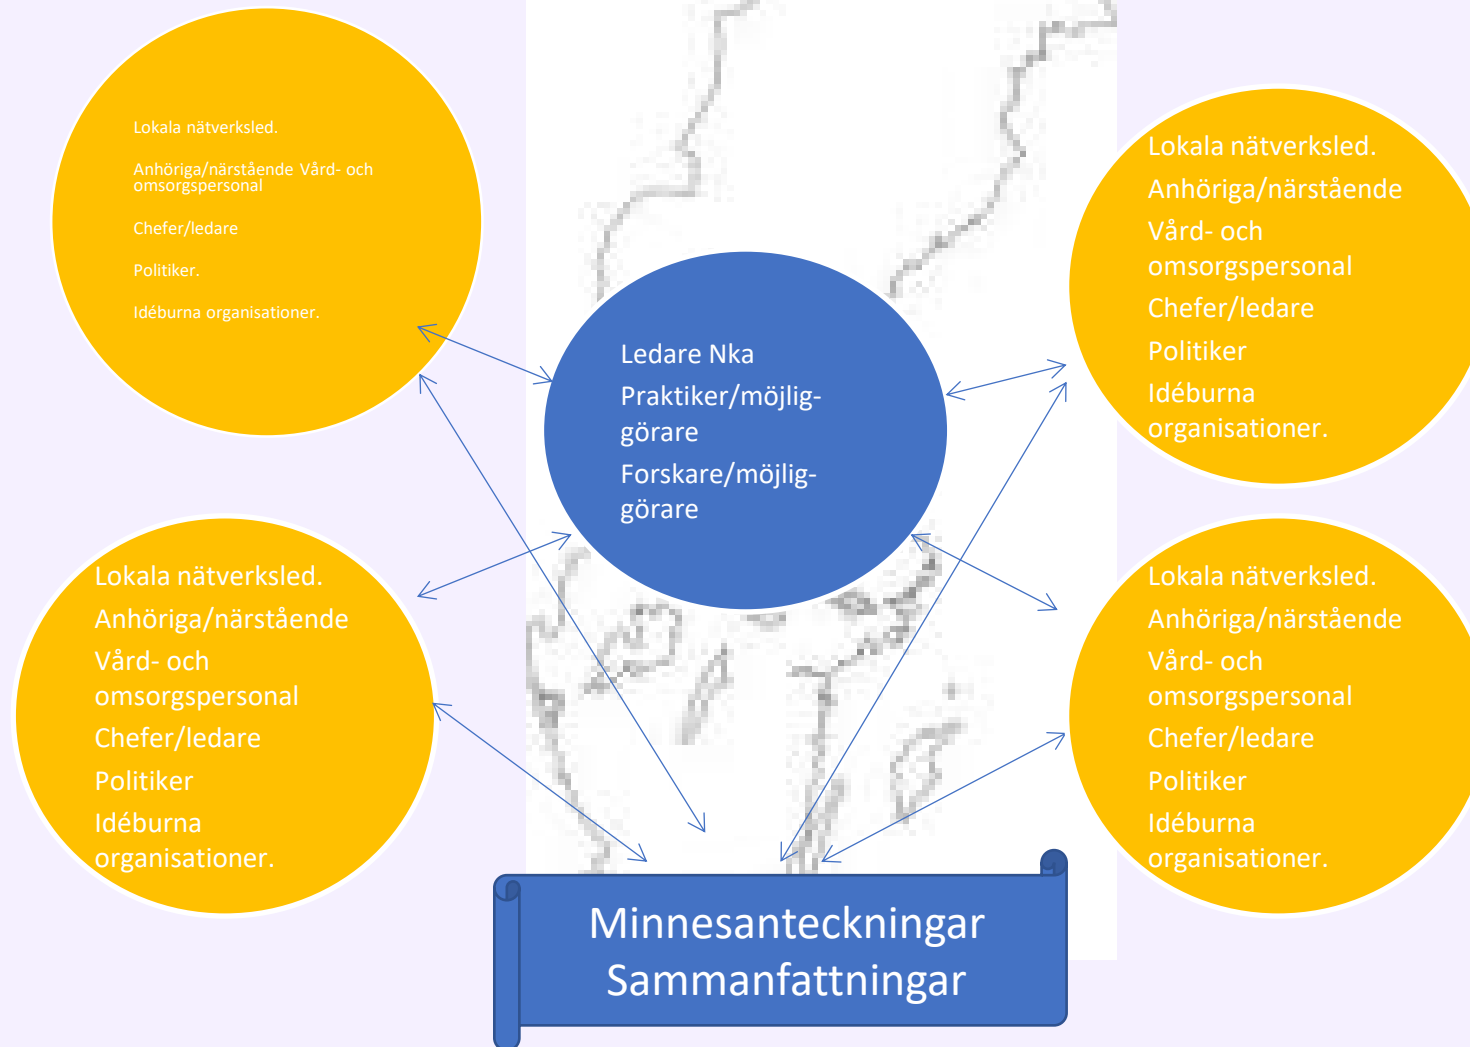 Lokala nätverksled.
Anhöriga/närstående Vård- och
omsorgspersonal
Chefer/ledare
Politiker.
Idéburna organisationer.
Lokala nätverksled.
Anhöriga/närstående
Vård- och
omsorgspersonal
Chefer/ledare
Politiker
Idéburna
organisationer.
Ledare Nka
Praktiker/möjlig-
görare
Forskare/möjlig-
görare
Lokala nätverksled.
Anhöriga/närstående
Vård- och
omsorgspersonal
Chefer/ledare
Politiker
Idéburna
organisationer.
Lokala nätverksled.
Anhöriga/närstående
Vård- och
omsorgspersonal
Chefer/ledare
Politiker
Idéburna
organisationer.
Minnesanteckningar
Sammanfattningar